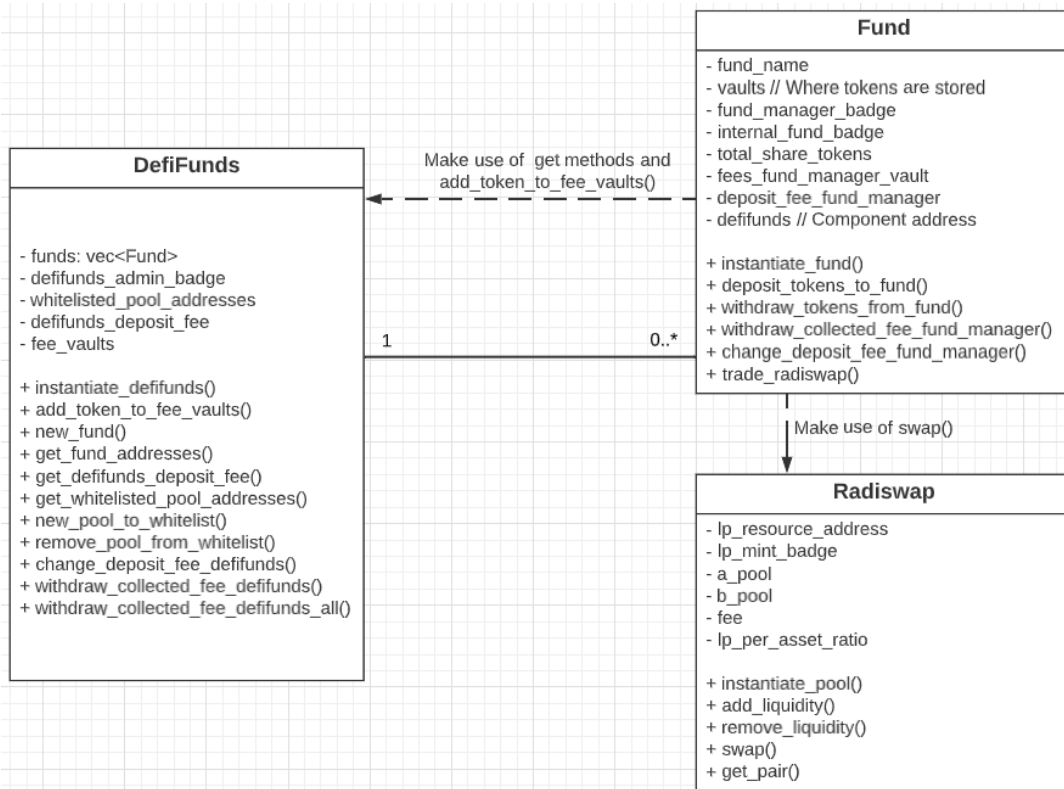 Fund
- fund_name
- vaults // Where tokens are stored
- fund_manager_badge
- internal_fund_badge
- total_share_tokens
- fees_fund_manager_vault
- deposit_fee_fund_manager
- defifunds // Component address
+ instantiate_fund()
+ deposit_tokens_to_fund()
+ withdraw_tokens_from_fund()
+ withdraw_collected_fee_fund_manager()
+ change_deposit_fee_fund_manager()
+ trade_radiswap()
DefiFunds
- funds: vec<Fund>
- defifunds_admin_badge
- whitelisted_pool_addresses
- defifunds_deposit_fee
- fee_vaults
+ instantiate_defifunds()
+ add_token_to_fee_vaults()
+ new_fund()
+ get_fund_addresses()
+ get_defifunds_deposit_fee()
+ get_whitelisted_pool_addresses()
+ new_pool_to_whitelist()
+ remove_pool_from_whitelist()
+ change_deposit_fee_defifunds()
+ withdraw_collected_fee_defifunds()
+ withdraw_collected_fee_defifunds_all()
Make use of get methods and
add_token_to_fee_vaults()
1
0..*
Make use of swap()
Radiswap
- lp_resource_address
- lp_mint_badge
- a_pool
- b_pool
- fee
- lp_per_asset_ratio
+ instantiate_pool()
+ add_liquidity()
+ remove_liquidity()
+ swap()
+ get_pair()